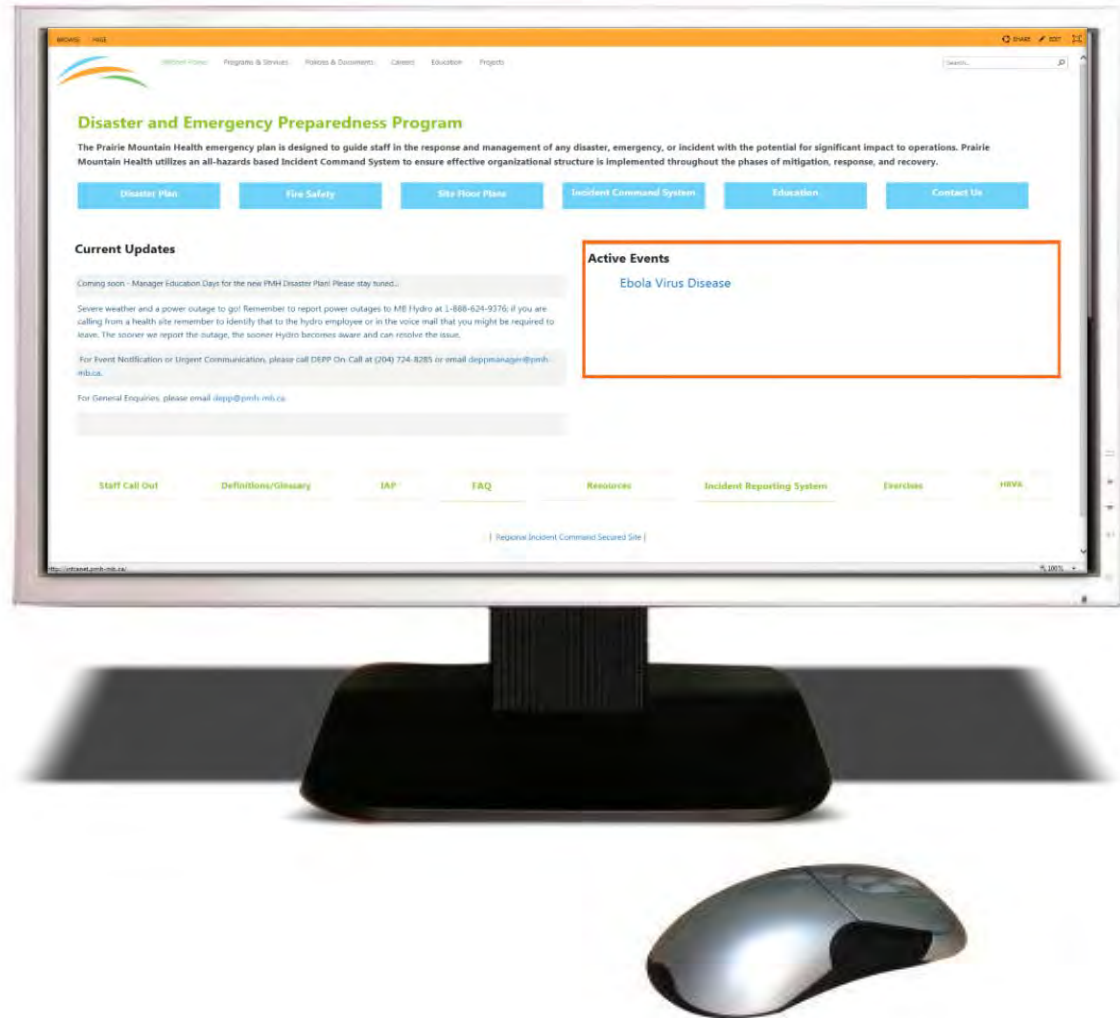 BROWSE PAGE
SHARE EDIT
Intranet Home Programs & Services Policies & Documents Careers Education Projects
Search...
Disaster and Emergency Preparedness Program
The Prairie Mountain Health emergency plan is designed to guide staff in the response and management of any disaster, emergency, or incident with the potential for significant impact to operations. Prairie
Mountain Health utilizes an all-hazards based Incident Command System to ensure effective organizational structure is implemented throughout the phases of mitigation, response, and recovery.
Disaster Plan Fire Safety Site Floor Plans Incident Command System Education Contact Us
Current Updates
Coming soon - Manager Education Days for the new PMH Disaster Plan! Please stay tuned...
Severe weather and a power outage to go! Remember to report power outages to MB Hydro at 1-888-624-9376; if you are
calling from a health site remember to identify that to the hydro employee or in the voice mail that you might be required to
leave. The sooner we report the outage, the sooner Hydro becomes aware and can resolve the issue.
For Event Notification or Urgent Communication, please call DEPP On-Call at (204) 724-8285 or email deppmanager@pmh-
mb.ca.
For General Enquiries, please email depp@pmh-mb.ca
Active Events
Ebola Virus Disease
Staff Call Out Definitions/Glossary IAP FAQ Resources Incident Reporting System Exercises HRVA
| Regional Incident Command Secured Site |
http://intranet.pmh-mb.ca/
100%